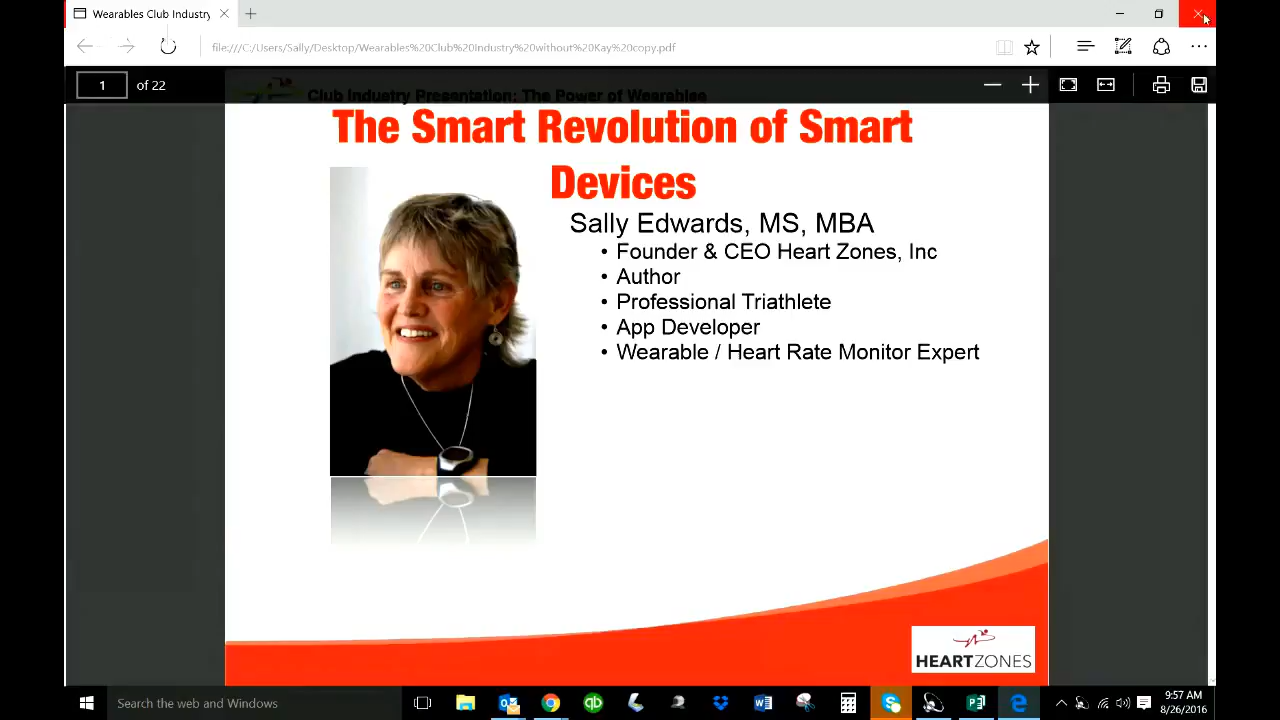 Wearables Club Industry
file:///C:/Users/Sally/Desktop/Wearables%20Club%20Industry%20without%20Kay%20copy.pdf
1 of 22
Club Industry Presentation: The Power of Wearables
The Smart Revolution of Smart
Devices
Sally Edwards, MS, MBA
• Founder & CEO Heart Zones, Inc
• Author
• Professional Triathlete
• App Developer
• Wearable / Heart Rate Monitor Expert
HEARTZONES
Search the web and Windows
9:57 AM
8/26/2016